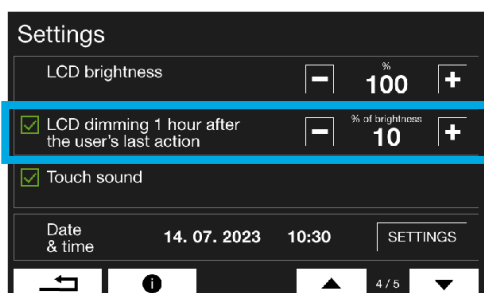 Settings
LCD brightness
%
− 100 +
LCD dimming 1 hour after
the user's last action
% of brightness
− 10 +
Touch sound
Date
& time
14. 07. 2023 10:30 SETTINGS
i
4/5